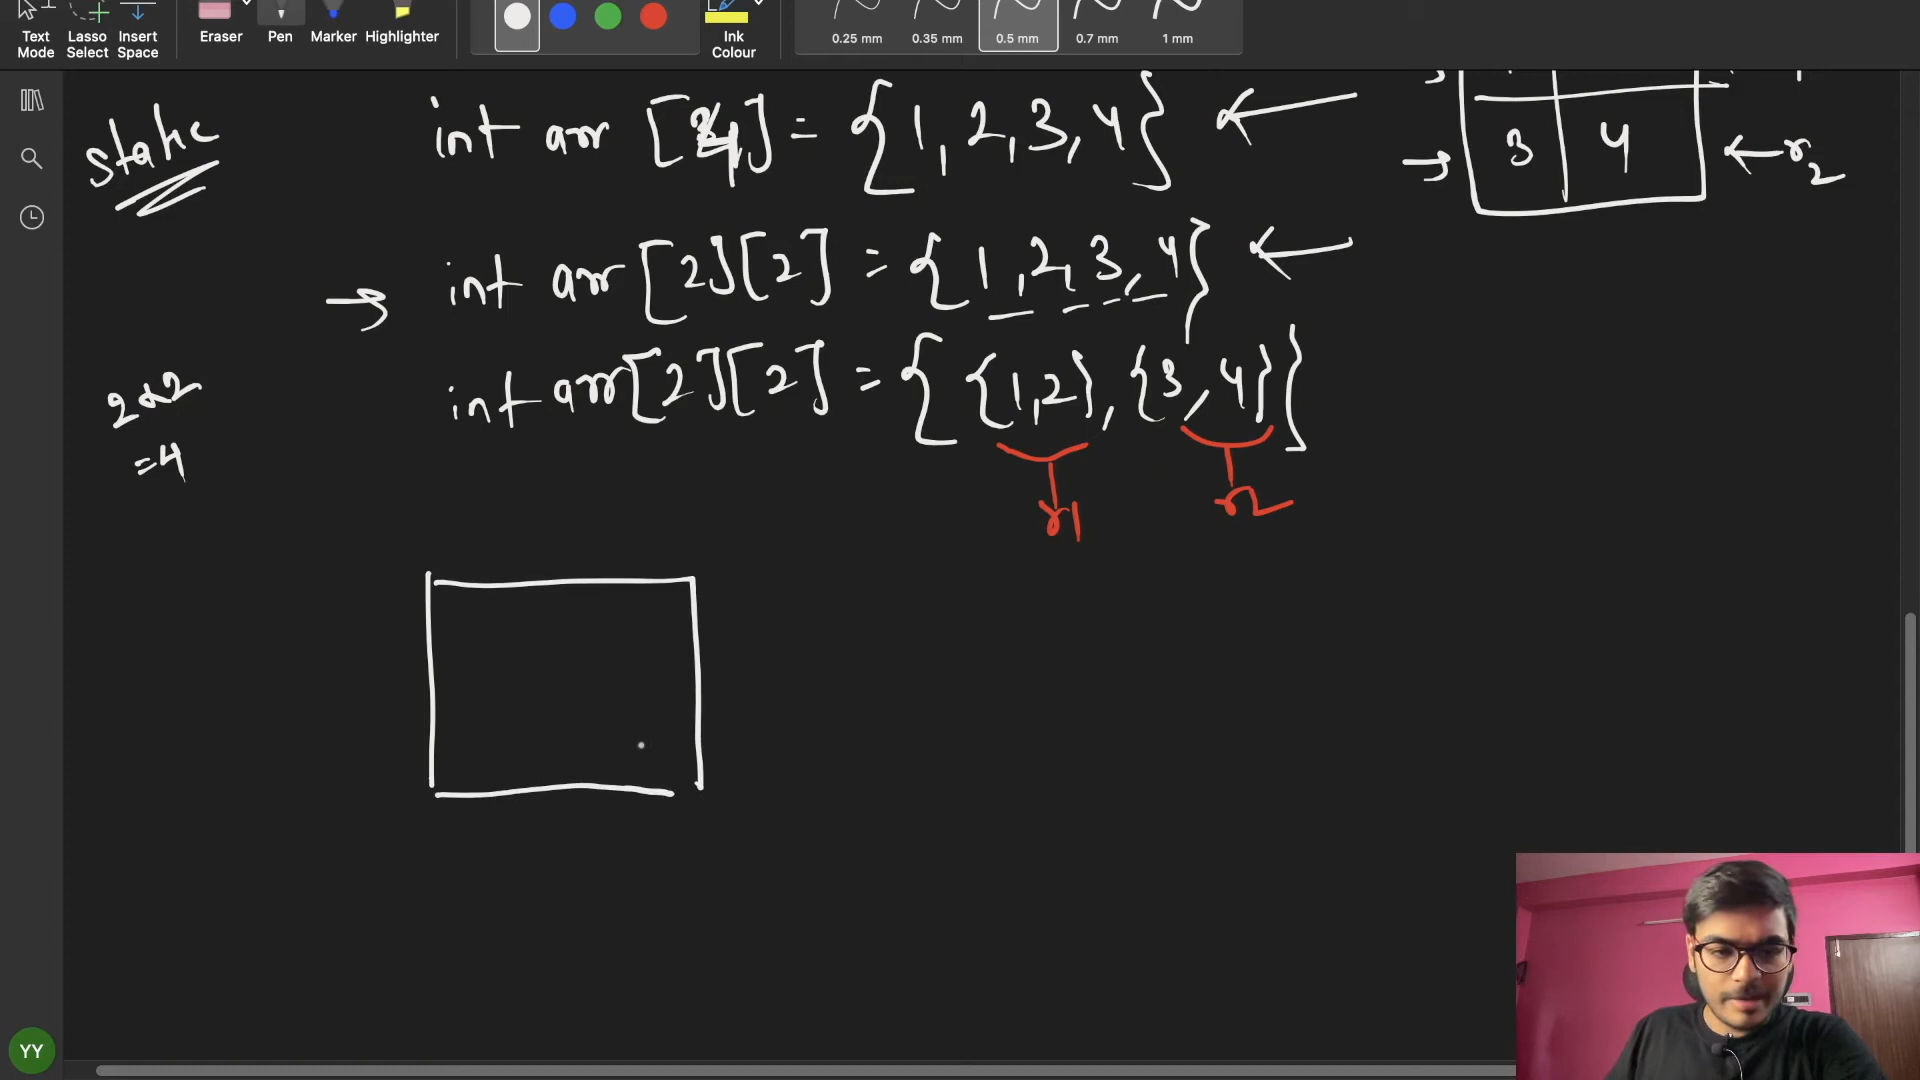 Text Mode
Lasso Select
Insert Space
Eraser
Pen
Marker
Highlighter
Ink Colour
0.25 mm
0.35 mm
0.5 mm
0.7 mm
1 mm
static
int arr [4] = {1, 2, 3, 4} ←
3 4
← r2
→ int arr [2][2] = {1, 2, 3, 4} ←
int arr [2][2] = { {1,2}, {3, 4} }
2x2
=4
r1
r2
YY